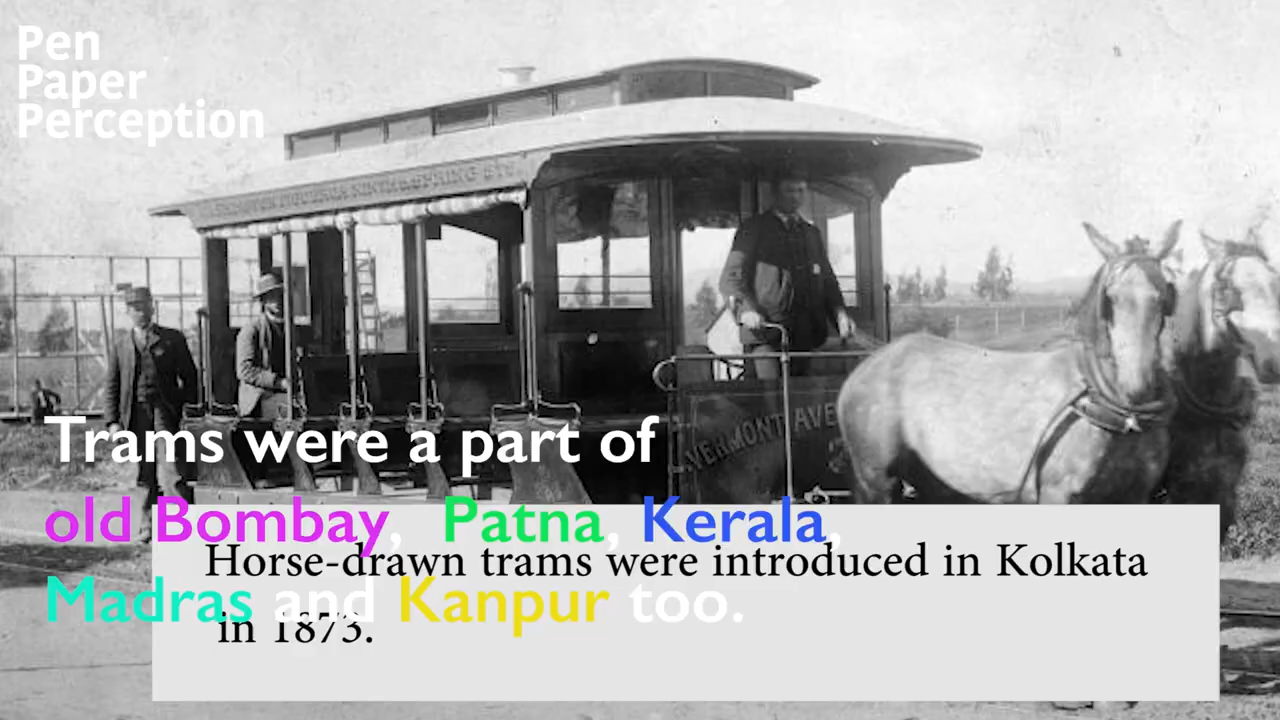 Pen
Paper
Perception
VERMONT AVE
Trams were a part of
old Bombay, Patna, Kerala,
Madras and Kanpur too.
Horse-drawn trams were introduced in Kolkata
in 1873.